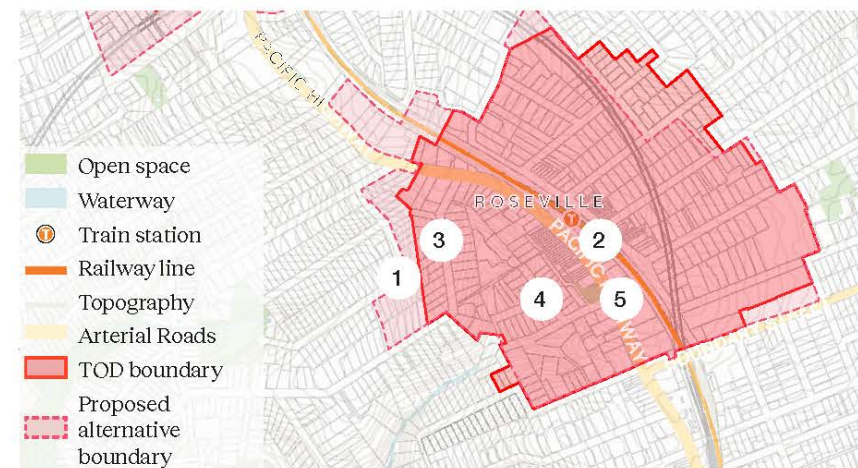 PACIFIC HI
Open space
Waterway
T Train station
Railway line
Topography
Arterial Roads
TOD boundary
Proposed
alternative
boundary
ROSEVILLE
T
PACIFIC
WAY
1
2
3
4
5